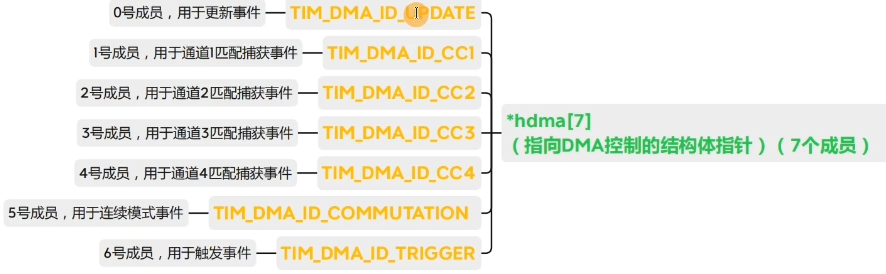 0号成员，用于更新事件 TIM_DMA_ID_UPDATE
1号成员，用于通道1匹配捕获事件 TIM_DMA_ID_CC1
2号成员，用于通道2匹配捕获事件 TIM_DMA_ID_CC2
*hdma[7]
3号成员，用于通道3匹配捕获事件 TIM_DMA_ID_CC3
（指向DMA控制的结构体指针）（7个成员）
4号成员，用于通道4匹配捕获事件 TIM_DMA_ID_CC4
5号成员，用于连续模式事件 TIM_DMA_ID_COMMUTATION
6号成员，用于触发事件 TIM_DMA_ID_TRIGGER